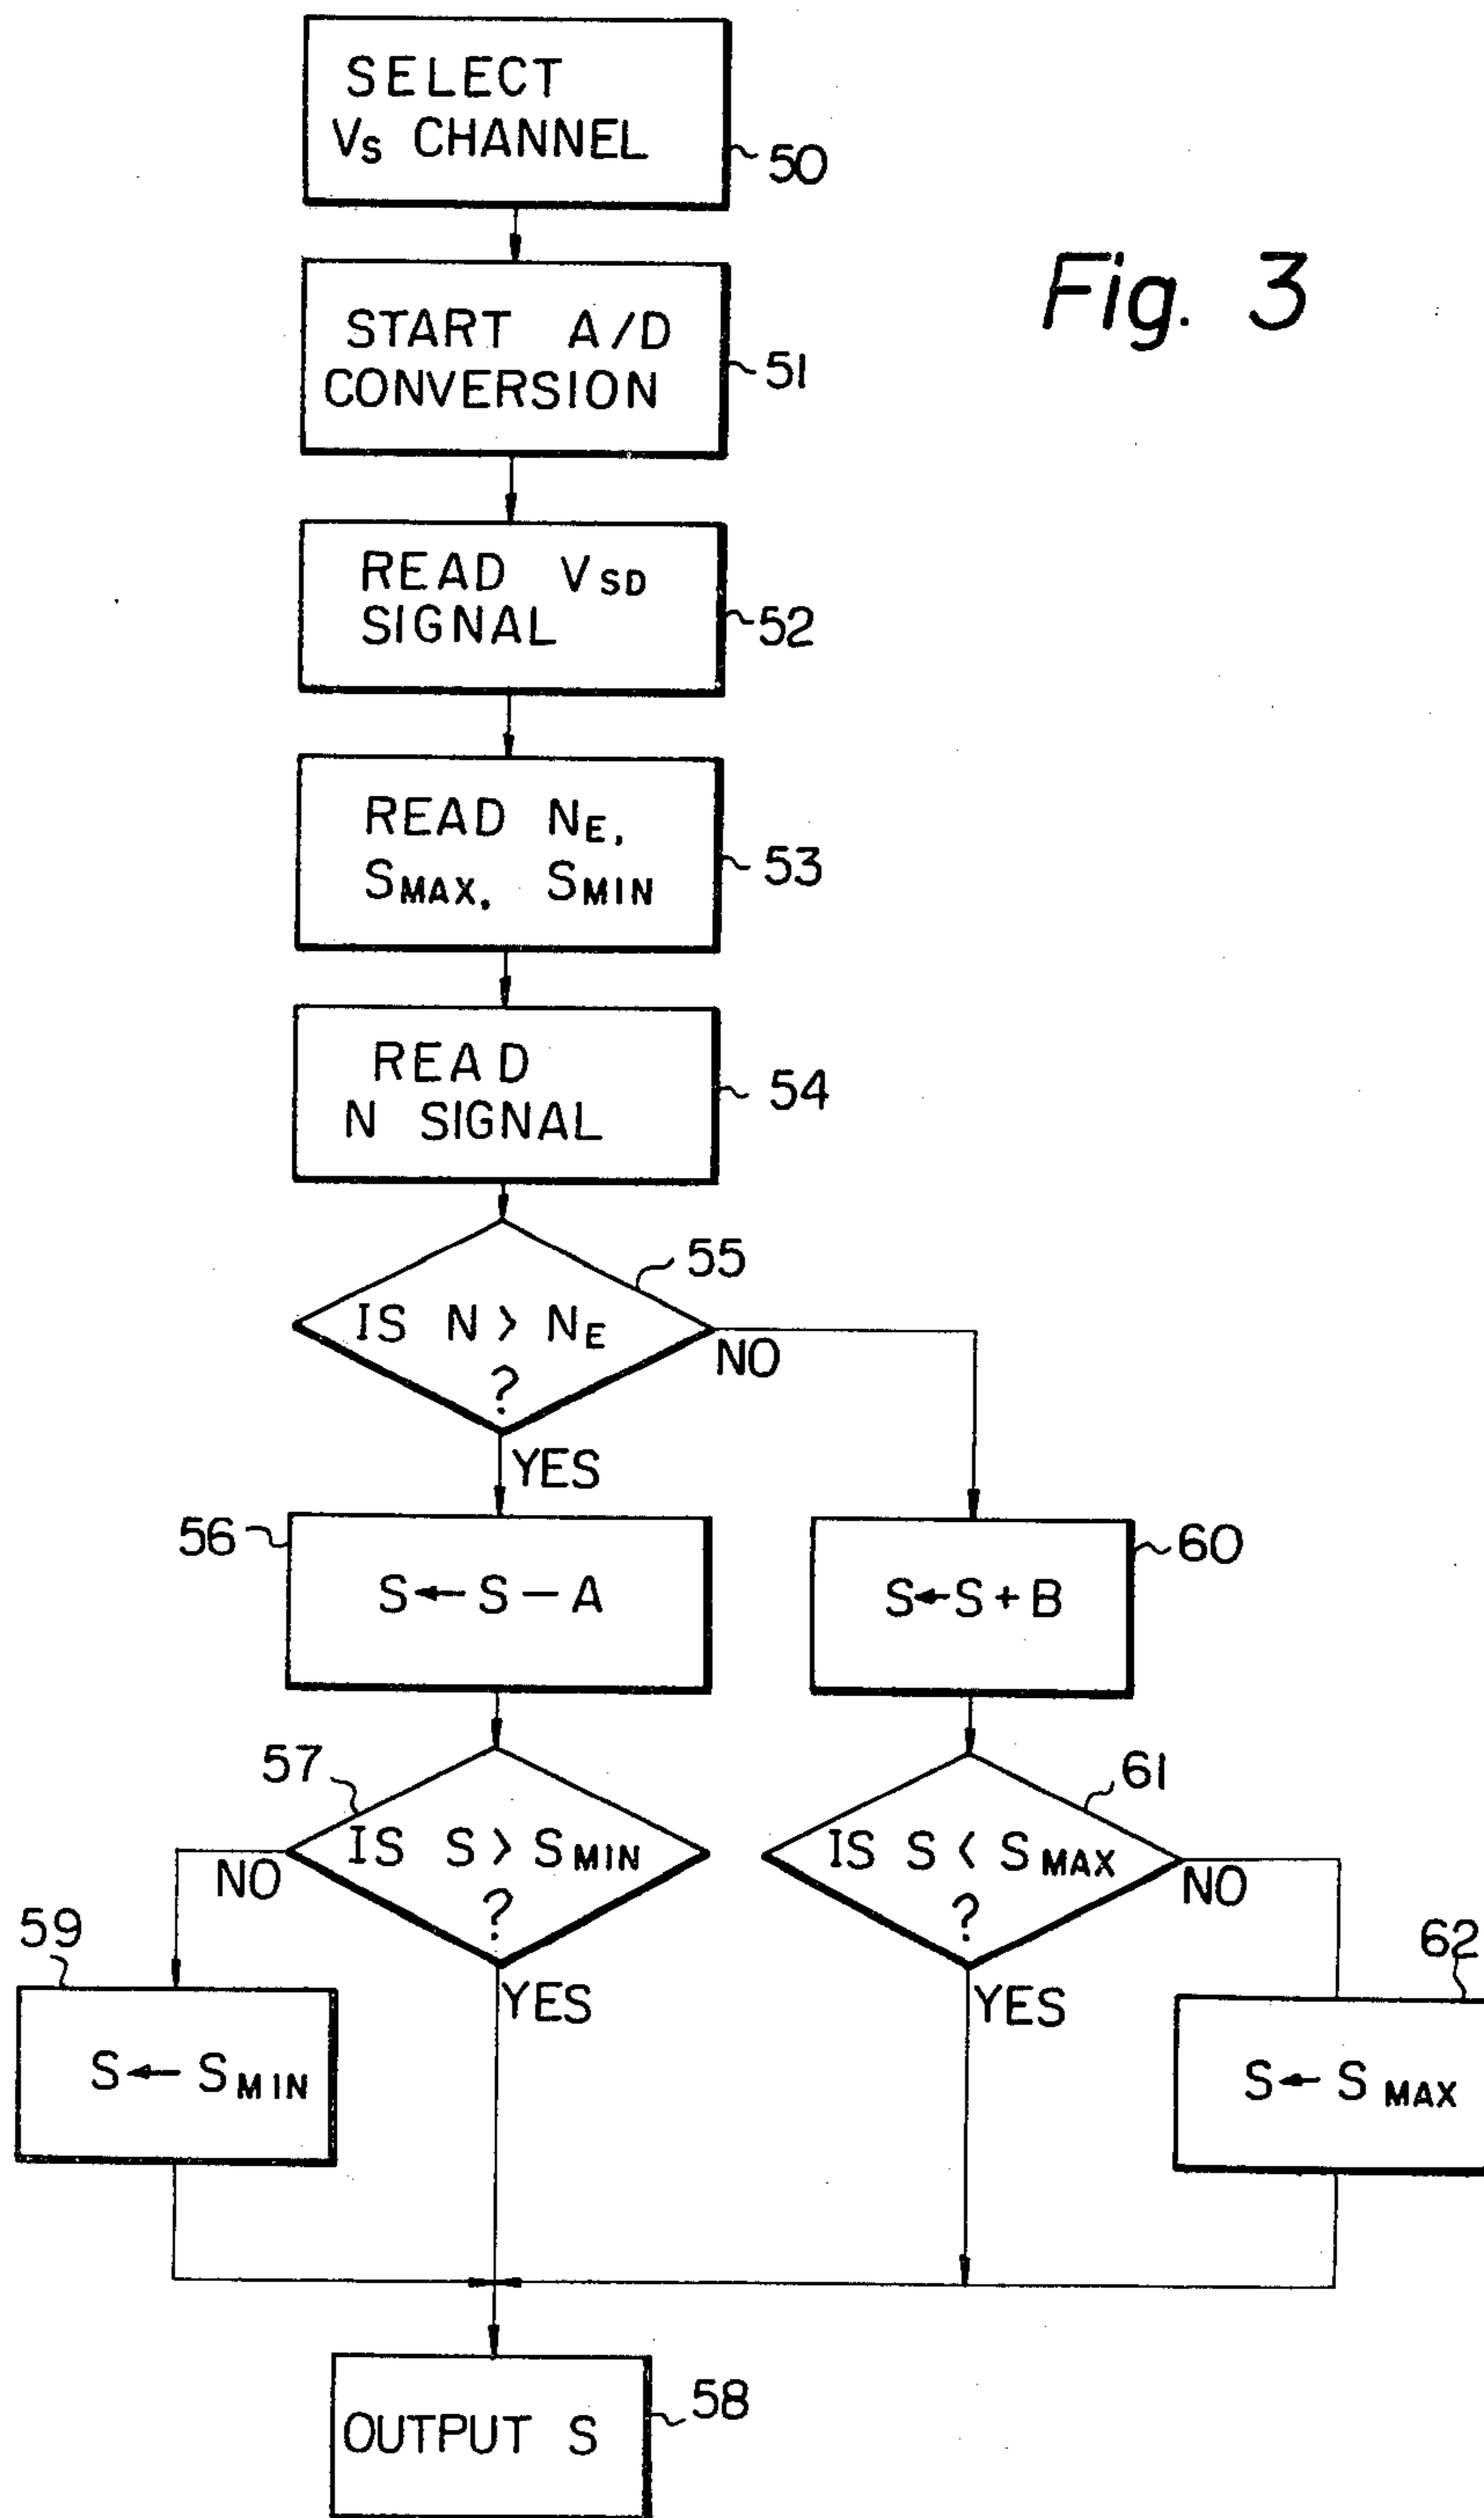 SELECT
VS CHANNEL
50
Fig. 3
START A/D
CONVERSION
51
READ VSD
SIGNAL
52
READ NE,
SMAX, SMIN
53
READ
N SIGNAL
54
55
IS N > NE
?
NO
YES
56
S ← S − A
60
S ← S + B
57
IS S > SMIN
?
NO
YES
61
IS S < SMAX
?
NO
YES
59
S ← SMIN
62
S ← SMAX
OUTPUT S
58